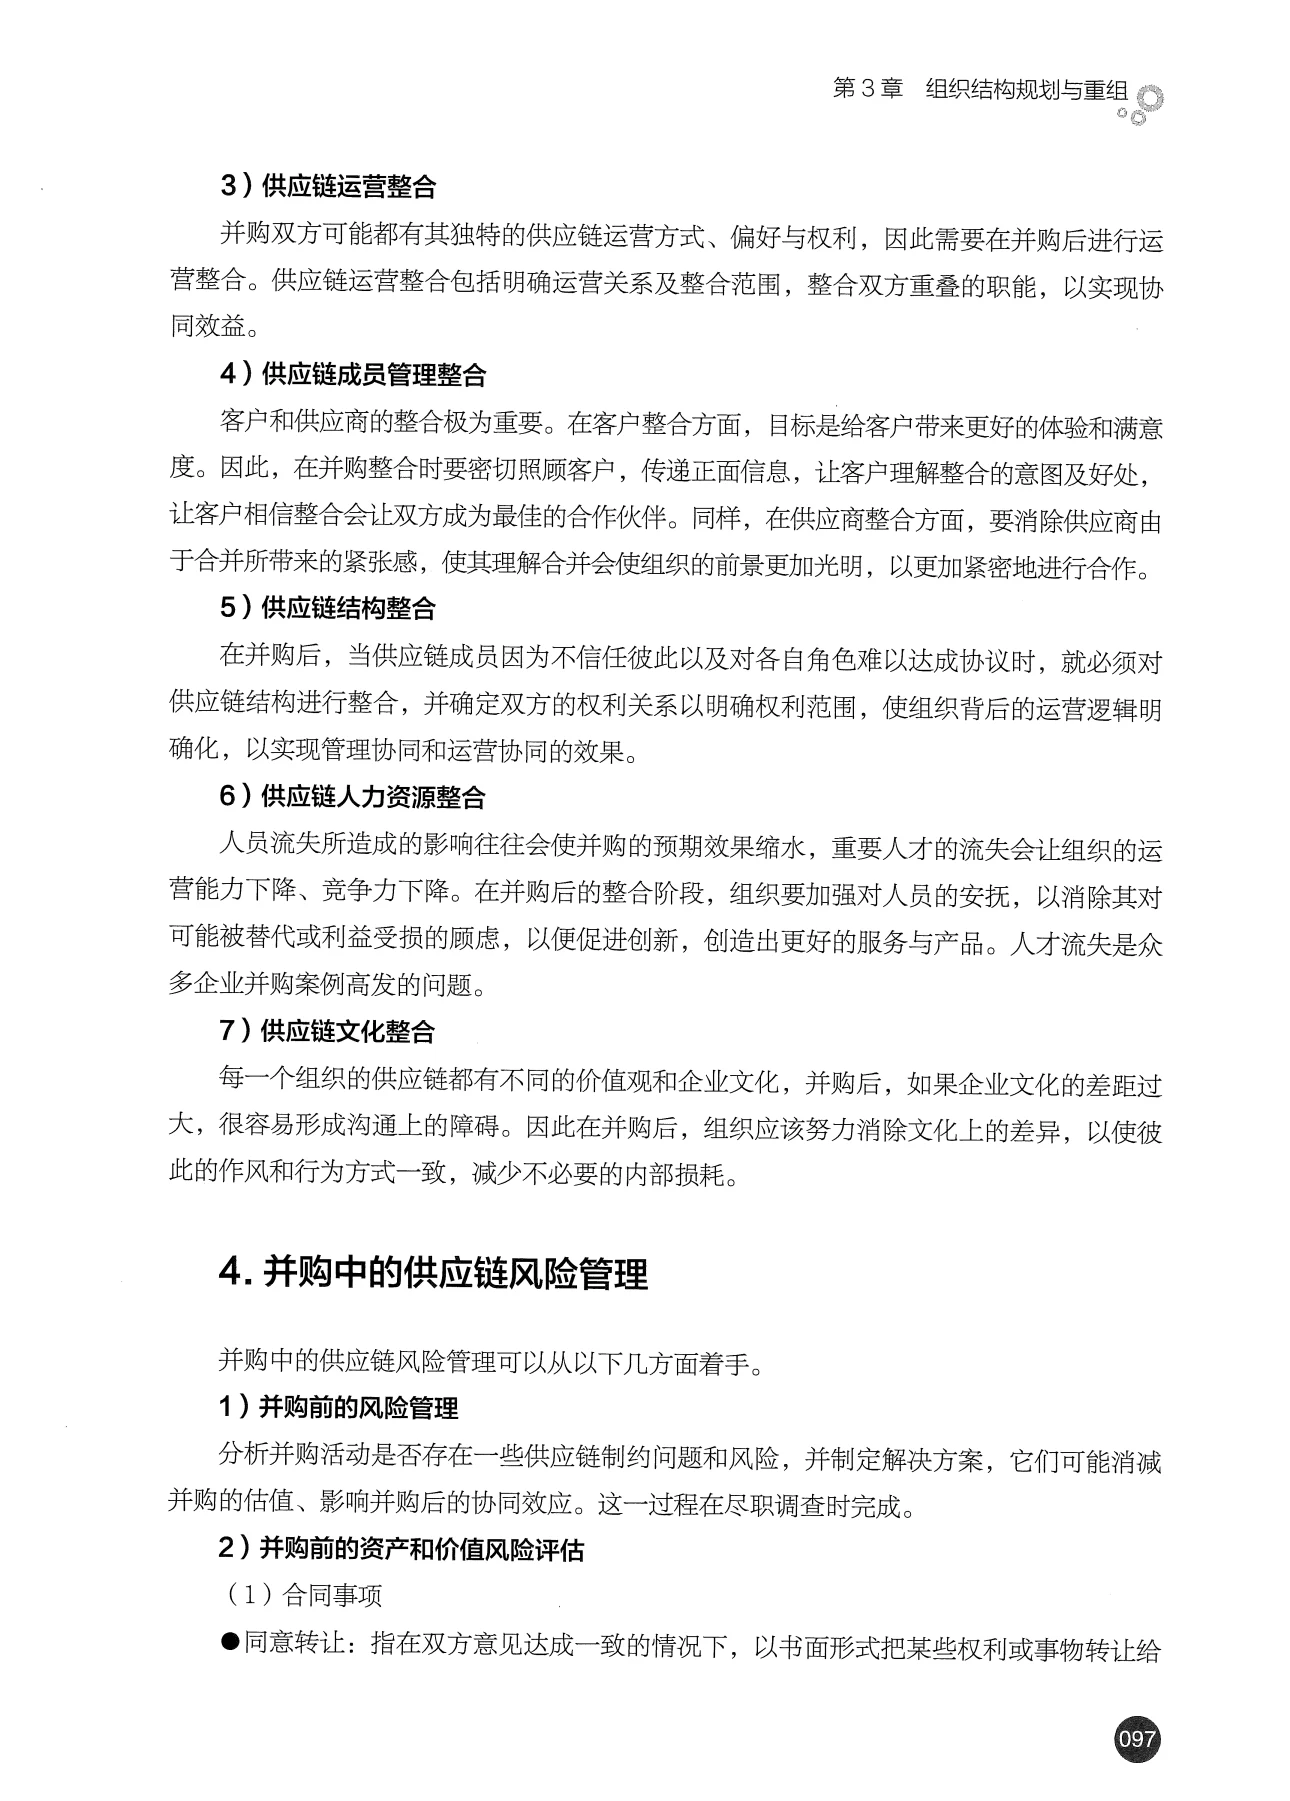 第3章 组织结构规划与重组
3）供应链运营整合
并购双方可能都有其独特的供应链运营方式、偏好与权利，因此需要在并购后进行运
营整合。供应链运营整合包括明确运营关系及整合范围，整合双方重叠的职能，以实现协
同效益。
4）供应链成员管理整合
客户和供应商的整合极为重要。在客户整合方面，目标是给客户带来更好的体验和满意
度。因此，在并购整合时要密切照顾客户，传递正面信息，让客户理解整合的意图及好处，
让客户相信整合会让双方成为最佳的合作伙伴。同样，在供应商整合方面，要消除供应商由
于合并所带来的紧张感，使其理解合并会使组织的前景更加光明，以更加紧密地进行合作。
5）供应链结构整合
在并购后，当供应链成员因为不信任彼此以及对各自角色难以达成协议时，就必须对
供应链结构进行整合，并确定双方的权利关系以明确权利范围，使组织背后的运营逻辑明
确化，以实现管理协同和运营协同的效果。
6）供应链人力资源整合
人员流失所造成的影响往往会使并购的预期效果缩水，重要人才的流失会让组织的运
营能力下降、竞争力下降。在并购后的整合阶段，组织要加强对人员的安抚，以消除其对
可能被替代或利益受损的顾虑，以便促进创新，创造出更好的服务与产品。人才流失是众
多企业并购案例高发的问题。
7）供应链文化整合
每一个组织的供应链都有不同的价值观和企业文化，并购后，如果企业文化的差距过
大，很容易形成沟通上的障碍。因此在并购后，组织应该努力消除文化上的差异，以使彼
此的作风和行为方式一致，减少不必要的内部损耗。
4. 并购中的供应链风险管理
并购中的供应链风险管理可以从以下几方面着手。
1）并购前的风险管理
分析并购活动是否存在一些供应链制约问题和风险，并制定解决方案，它们可能消减
并购的估值、影响并购后的协同效应。这一过程在尽职调查时完成。
2）并购前的资产和价值风险评估
（1）合同事项
●同意转让：指在双方意见达成一致的情况下，以书面形式把某些权利或事物转让给
097